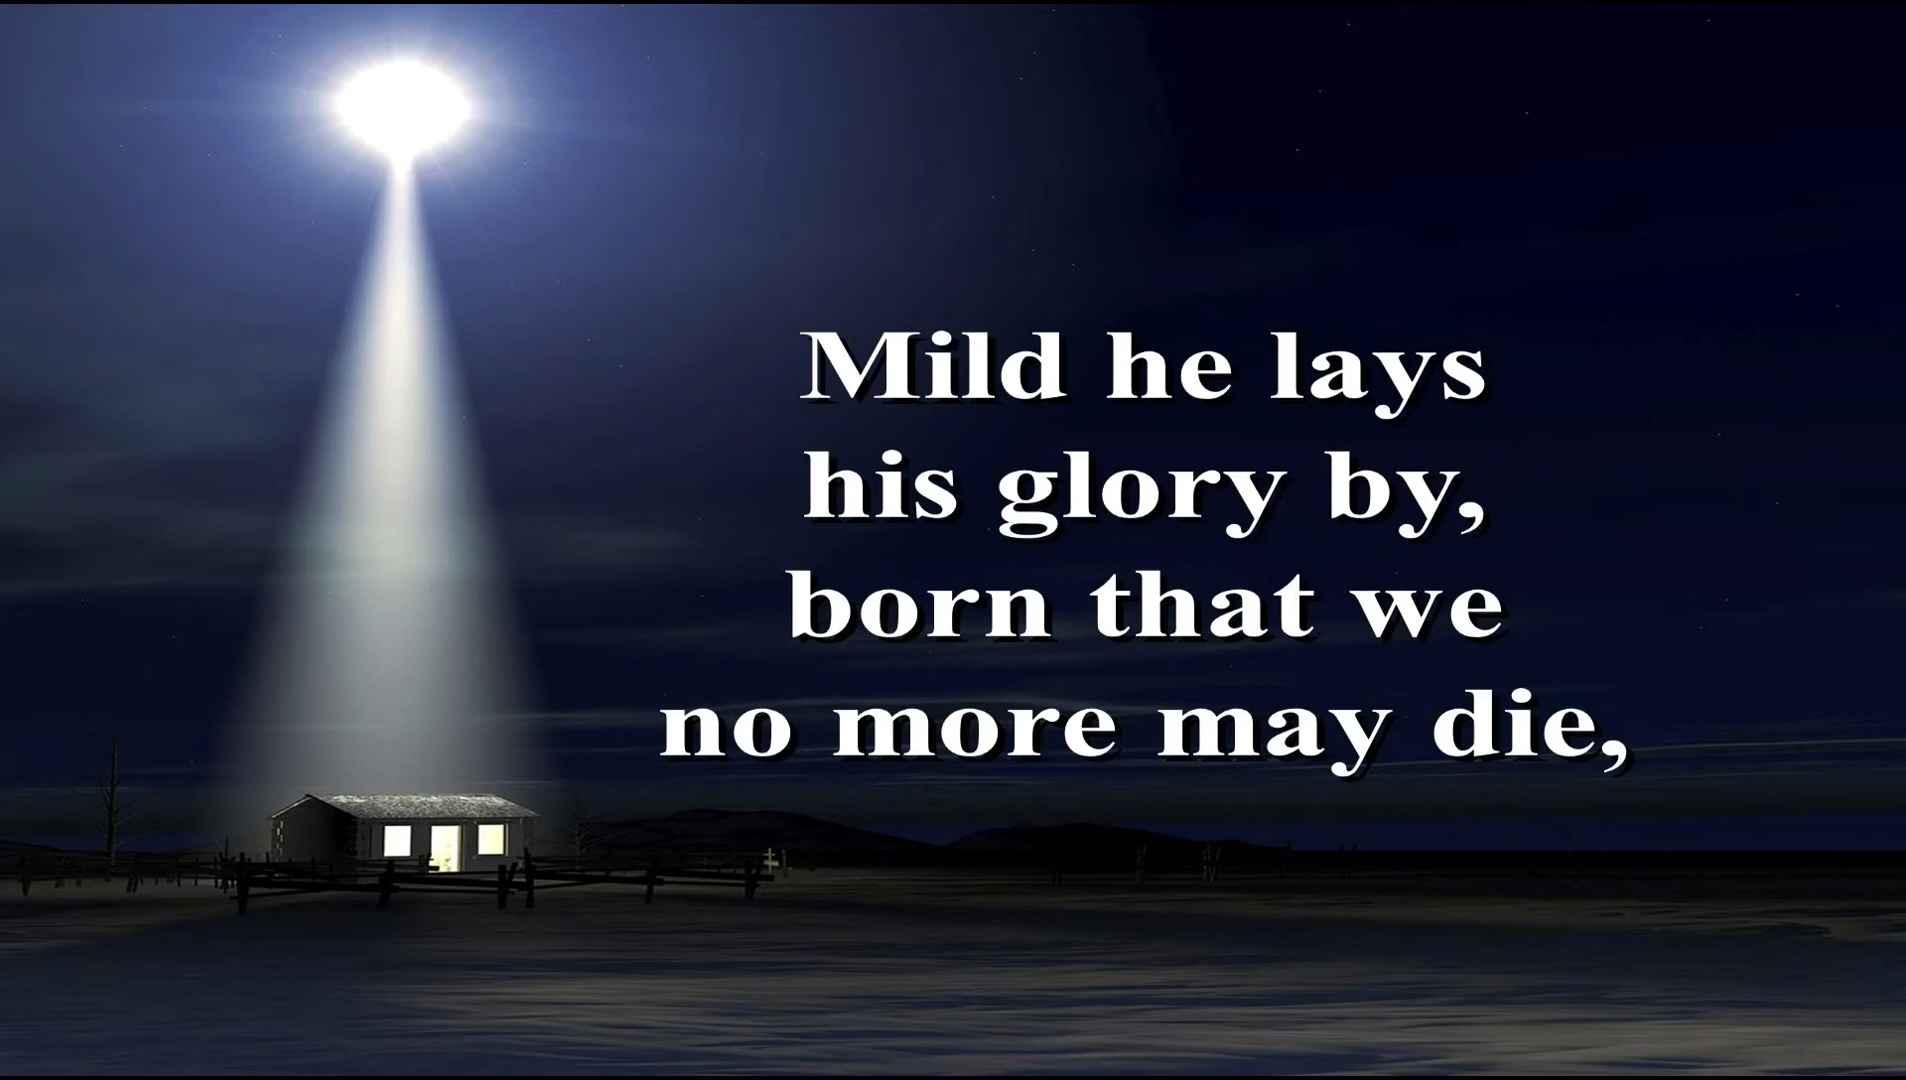 Mild he lays
his glory by,
born that we
no more may die,